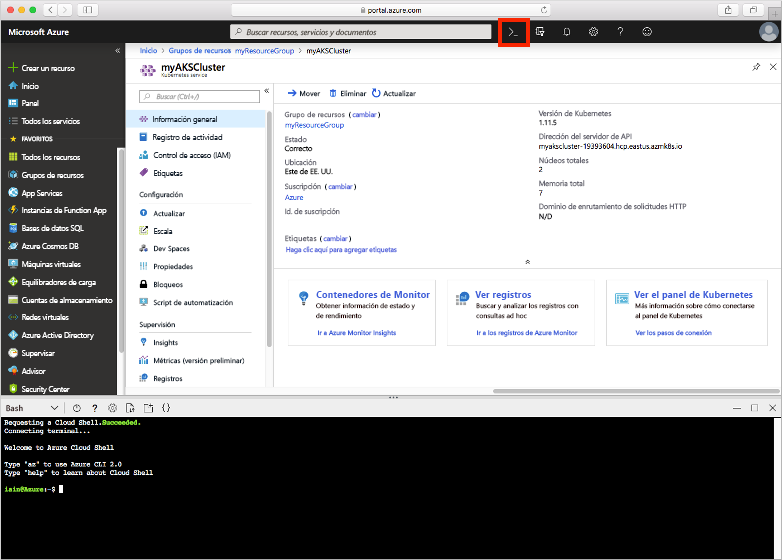 portal.azure.com
Microsoft Azure
Buscar recursos, servicios y documentos
Inicio > Grupos de recursos myResourceGroup > myAKSCluster
myAKSCluster
Kubernetes service
Crear un recurso
Inicio
Panel
Todos los servicios
FAVORITOS
Todos los recursos
Grupos de recursos
App Services
Instancias de Function App
Bases de datos SQL
Azure Cosmos DB
Máquinas virtuales
Equilibradores de carga
Cuentas de almacenamiento
Redes virtuales
Azure Active Directory
Supervisar
Advisor
Security Center
Buscar (Ctrl+/)
Información general
Registro de actividad
Control de acceso (IAM)
Etiquetas
Configuración
Actualizar
Escala
Dev Spaces
Propiedades
Bloqueos
Script de automatización
Supervisión
Insights
Métricas (versión preliminar)
Registros
Mover Eliminar Actualizar
Grupo de recursos (cambiar)
myResourceGroup
Estado
Correcto
Ubicación
Este de EE. UU.
Suscripción (cambiar)
Azure
Id. de suscripción
Etiquetas (cambiar)
Haga clic aquí para agregar etiquetas
Versión de Kubernetes
1.11.5
Dirección del servidor de API
myakscluster-19393604.hcp.eastus.azmk8s.io
Núcleos totales
2
Memoria total
7
Dominio de enrutamiento de solicitudes HTTP
N/D
Contenedores de Monitor
Obtener información de estado y
de rendimiento
Ir a Azure Monitor Insights
Ver registros
Buscar y analizar los registros con
consultas ad hoc
Ir a los registros de Azure Monitor
Ver el panel de Kubernetes
Más información sobre cómo conectarse
al panel de Kubernetes
Ver los pasos de conexión
Bash
Requesting a Cloud Shell.Succeeded.
Connecting terminal...
Welcome to Azure Cloud Shell
Type "az" to use Azure CLI 2.0
Type "help" to learn about Cloud Shell
iain@Azure:~$